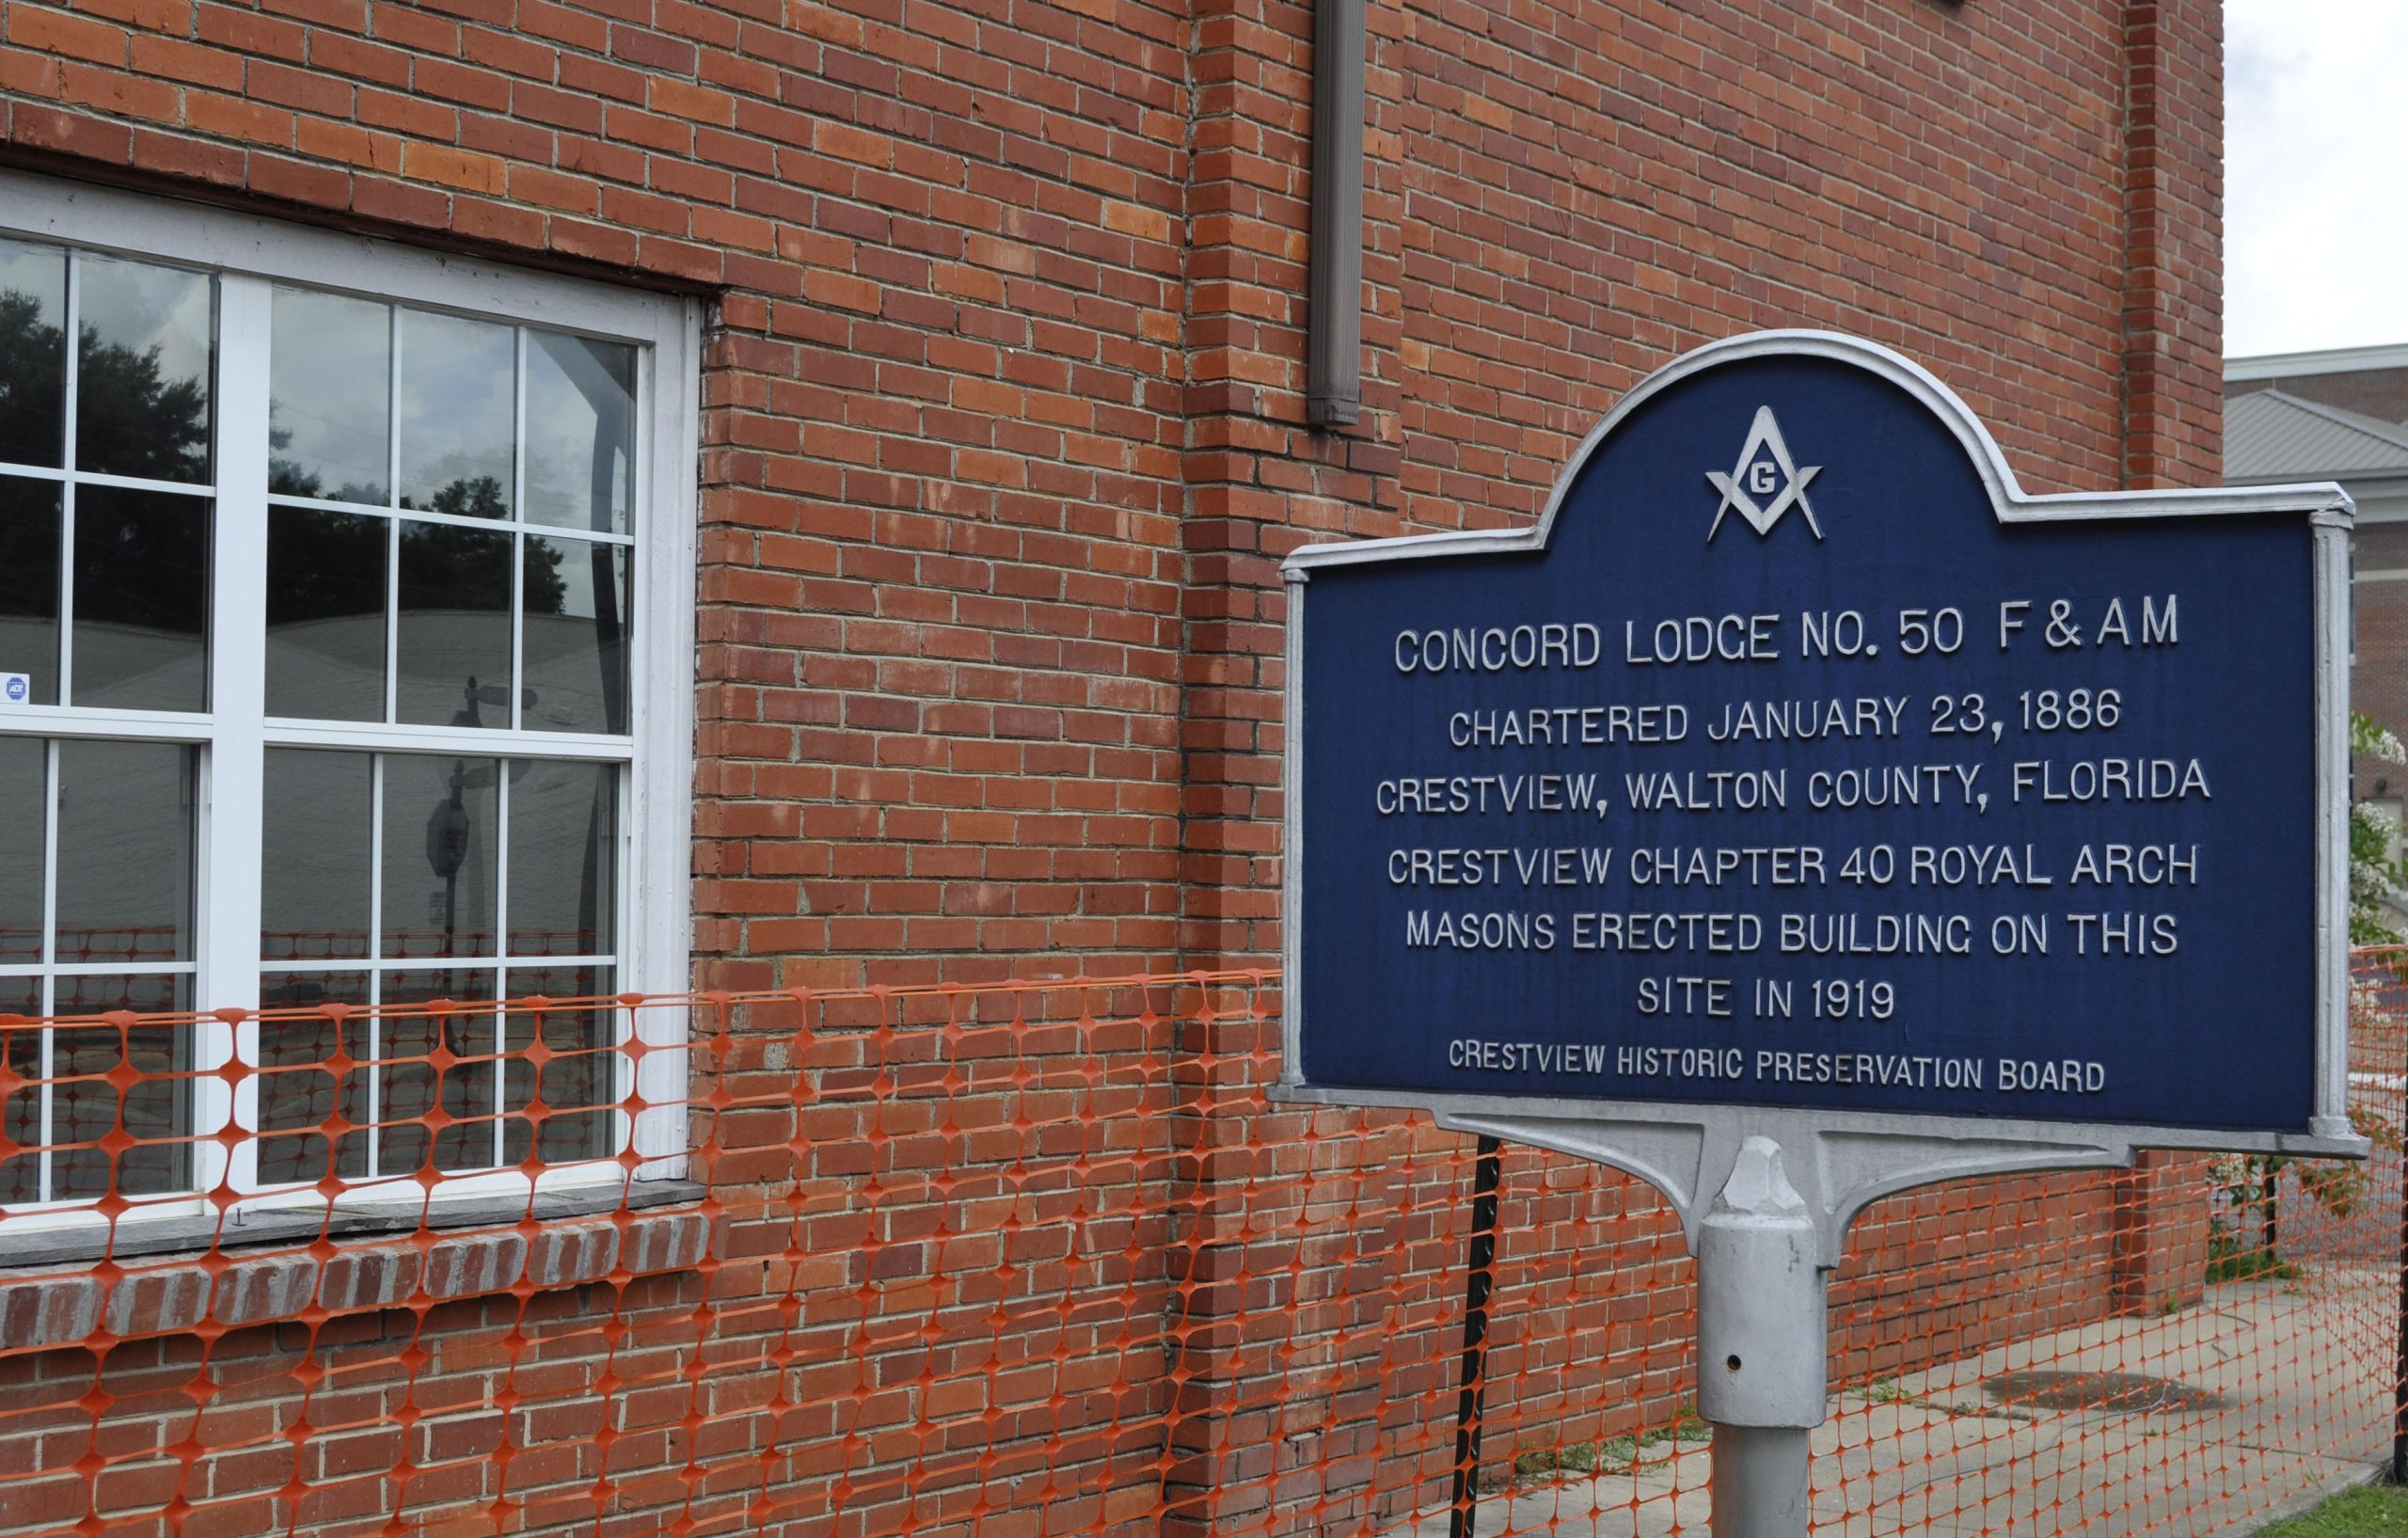 G
CONCORD LODGE NO. 50 F & AM
CHARTERED JANUARY 23, 1886
CRESTVIEW, WALTON COUNTY, FLORIDA
CRESTVIEW CHAPTER 40 ROYAL ARCH
MASONS ERECTED BUILDING ON THIS
SITE IN 1919
CRESTVIEW HISTORIC PRESERVATION BOARD
ADT